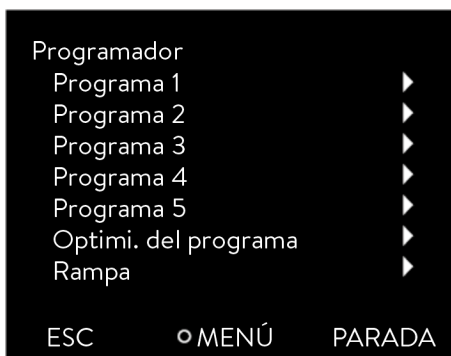 Programador
Programa 1
Programa 2
Programa 3
Programa 4
Programa 5
Optimi. del programa
Rampa
ESC MENÚ PARADA